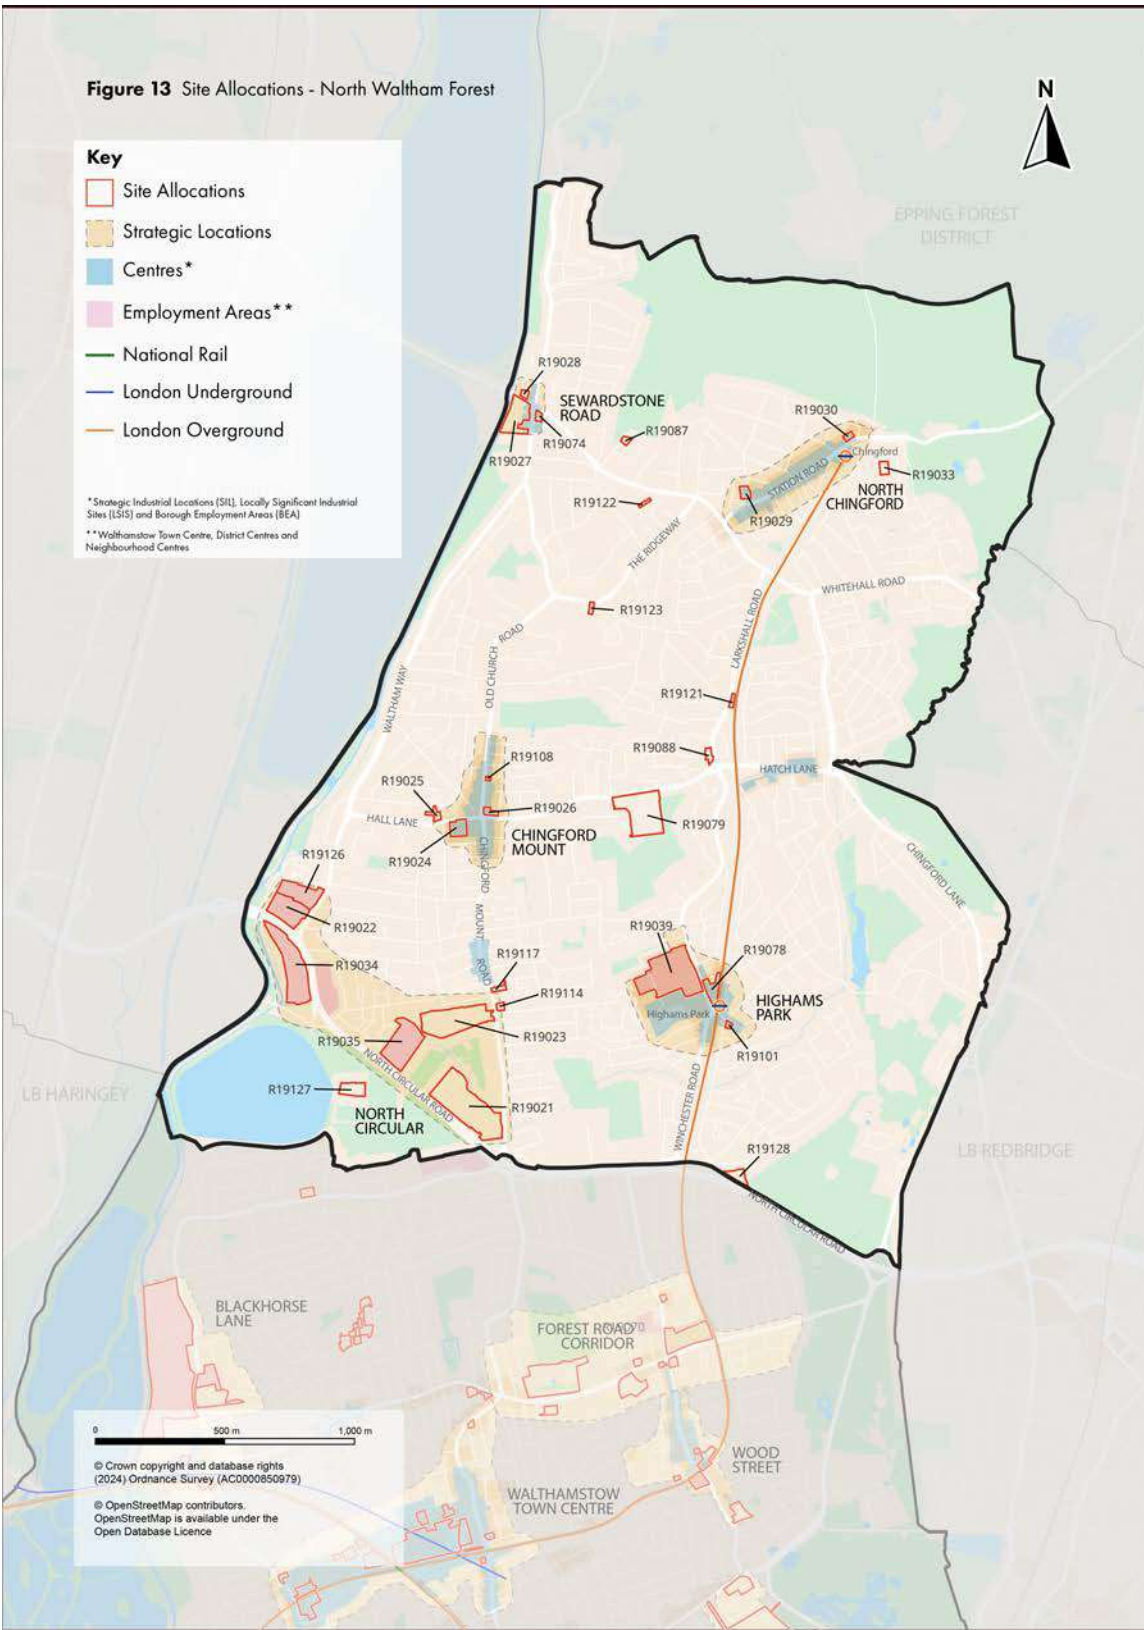 Figure 13 Site Allocations - North Waltham Forest
N
Key
Site Allocations
Strategic Locations
Centres*
Employment Areas**
National Rail
London Underground
London Overground
*Strategic Industrial Locations (SIL), Locally Significant Industrial
Sites (LSIS) and Borough Employment Areas (BEA)
**Walthamstow Town Centre, District Centres and
Neighbourhood Centres
EPPING FOREST
DISTRICT
R19028
SEWARDSTONE
ROAD
R19074
R19027
R19087
R19030
Chingford
STATION ROAD
R19033
NORTH
CHINGFORD
R19029
R19122
THE RIDGEWAY
WHITEHALL ROAD
R19123
LARKSHALL ROAD
OLD CHURCH
ROAD
WALTHAM WAY
R19121
R19088
HATCH LANE
R19108
R19025
R19026
HALL LANE
R19079
CHINGFORD
MOUNT
R19024
CHINGFORD
MOUNT
ROAD
CHINGFORD LANE
R19126
R19022
R19034
R19039
R19078
R19117
R19114
HIGHAMS
PARK
Highams Park
R19023
R19035
R19101
NORTH CIRCULAR ROAD
LB HARINGEY
R19127
R19021
NORTH
CIRCULAR
WINCHESTER ROAD
R19128
LB REDBRIDGE
NORTH CIRCULAR ROAD
BLACKHORSE
LANE
FOREST ROAD
CORRIDOR
WOOD
STREET
WALTHAMSTOW
TOWN CENTRE
0 500 m 1,000 m
© Crown copyright and database rights
(2024) Ordnance Survey (AC0000850979)
© OpenStreetMap contributors.
OpenStreetMap is available under the
Open Database Licence